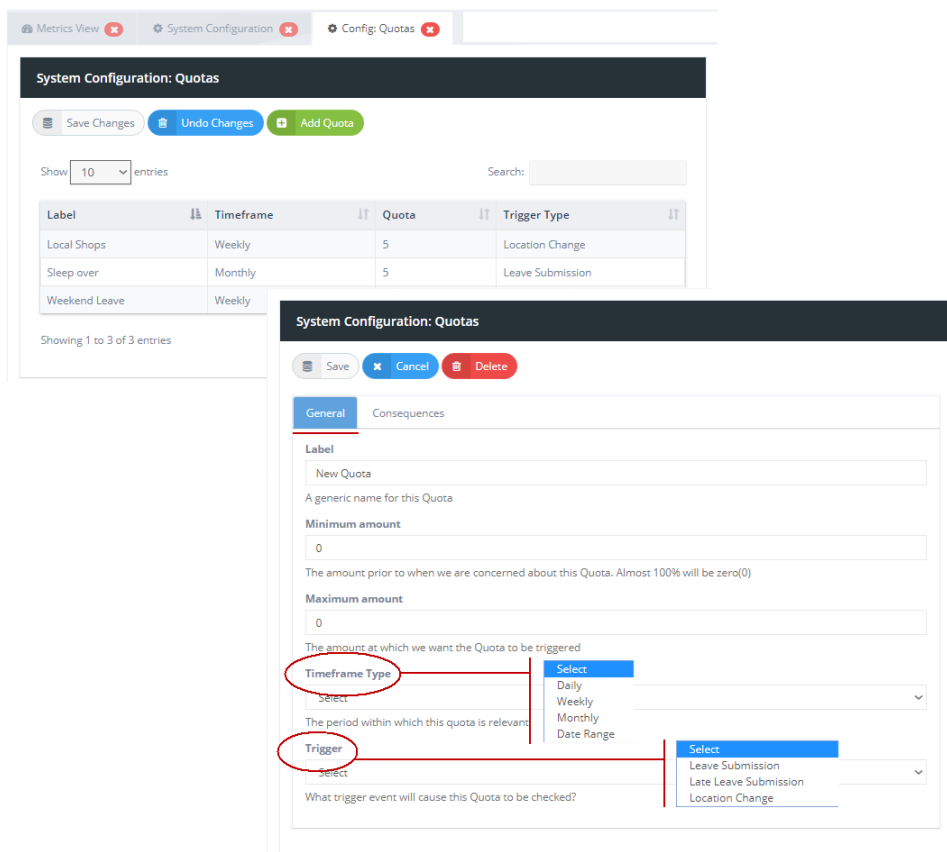 Metrics View
System Configuration
Config: Quotas
System Configuration: Quotas
Save Changes
Undo Changes
Add Quota
Show 10 entries
Search:
Label Timeframe Quota Trigger Type
Local Shops Weekly 5 Location Change
Sleep over Monthly 5 Leave Submission
Weekend Leave Weekly
Showing 1 to 3 of 3 entries
System Configuration: Quotas
Save
Cancel
Delete
General
Consequences
Label
New Quota
A generic name for this Quota
Minimum amount
0
The amount prior to when we are concerned about this Quota. Almost 100% will be zero(0)
Maximum amount
0
The amount at which we want the Quota to be triggered
Timeframe Type
Select
The period within which this quota is relevant
Select
Daily
Weekly
Monthly
Date Range
Trigger
Select
What trigger event will cause this Quota to be checked?
Select
Leave Submission
Late Leave Submission
Location Change